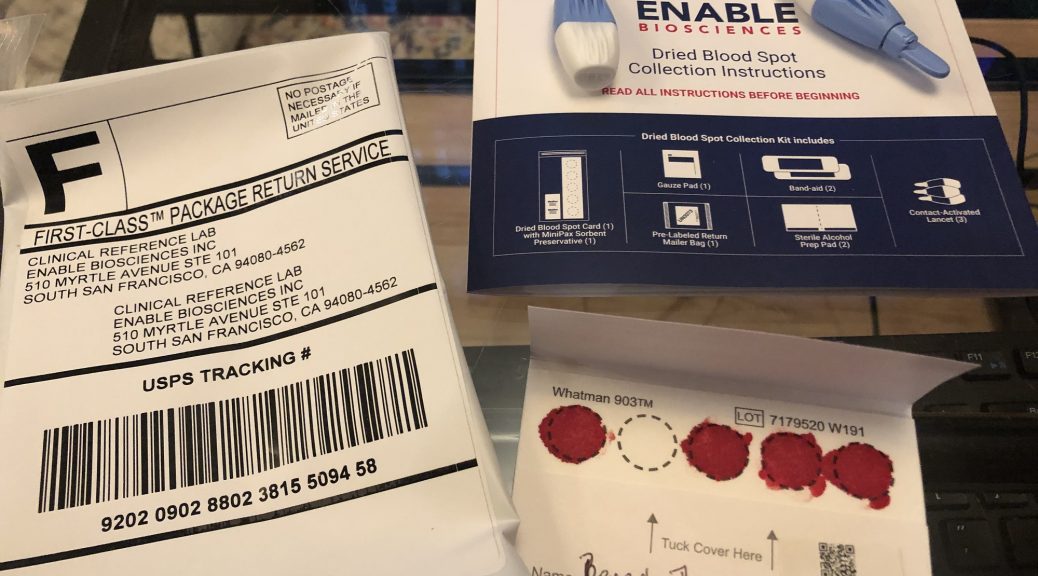 NO POSTAGE
NECESSARY IF
MAILED IN THE
UNITED STATES
F
FIRST-CLASS™ PACKAGE RETURN SERVICE
CLINICAL REFERENCE LAB
ENABLE BIOSCIENCES INC
510 MYRTLE AVENUE STE 101
SOUTH SAN FRANCISCO, CA 94080-4562
CLINICAL REFERENCE LAB
ENABLE BIOSCIENCES INC
510 MYRTLE AVENUE STE 101
SOUTH SAN FRANCISCO, CA 94080-4562
USPS TRACKING #
9202 0902 8802 3815 5094 58
ENABLE
BIOSCIENCES
Dried Blood Spot
Collection Instructions
READ ALL INSTRUCTIONS BEFORE BEGINNING
Dried Blood Spot Collection Kit includes
Dried Blood Spot Card (1)
with MiniPax Sorbent
Preservative (1)
Gauze Pad (1)
Pre-Labeled Return
Mailer Bag (1)
Band-aid (2)
Sterile Alcohol
Prep Pad (2)
Contact-Activated
Lancet (3)
Whatman 903™
LOT 7179520 W191
Tuck Cover Here
Name
F11